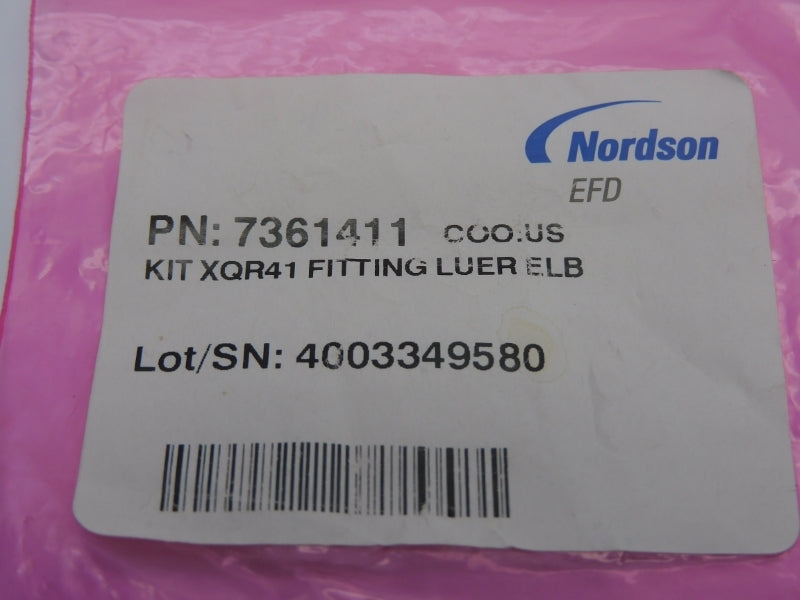 Nordson
EFD
PN: 7361411 COO:US
KIT XQR41 FITTING LUER ELB
Lot/SN: 4003349580